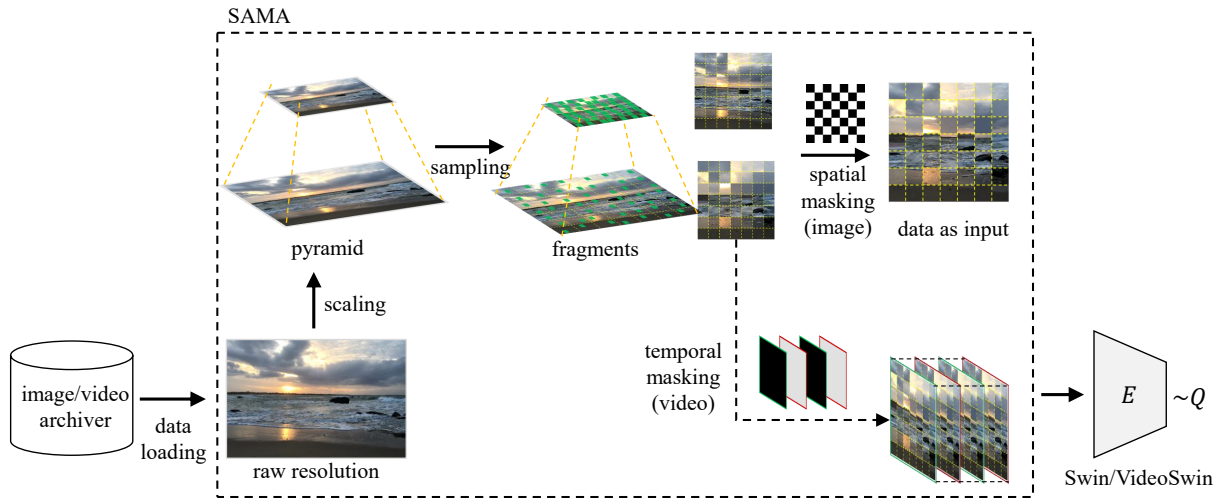 SAMA
sampling
spatial
masking
(image)
pyramid
fragments
data as input
scaling
image/video
archiver
data
loading
raw resolution
temporal
masking
(video)
E
~Q
Swin/VideoSwin